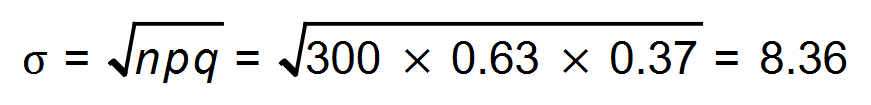 σ = √npq = √300 × 0.63 × 0.37 = 8.36